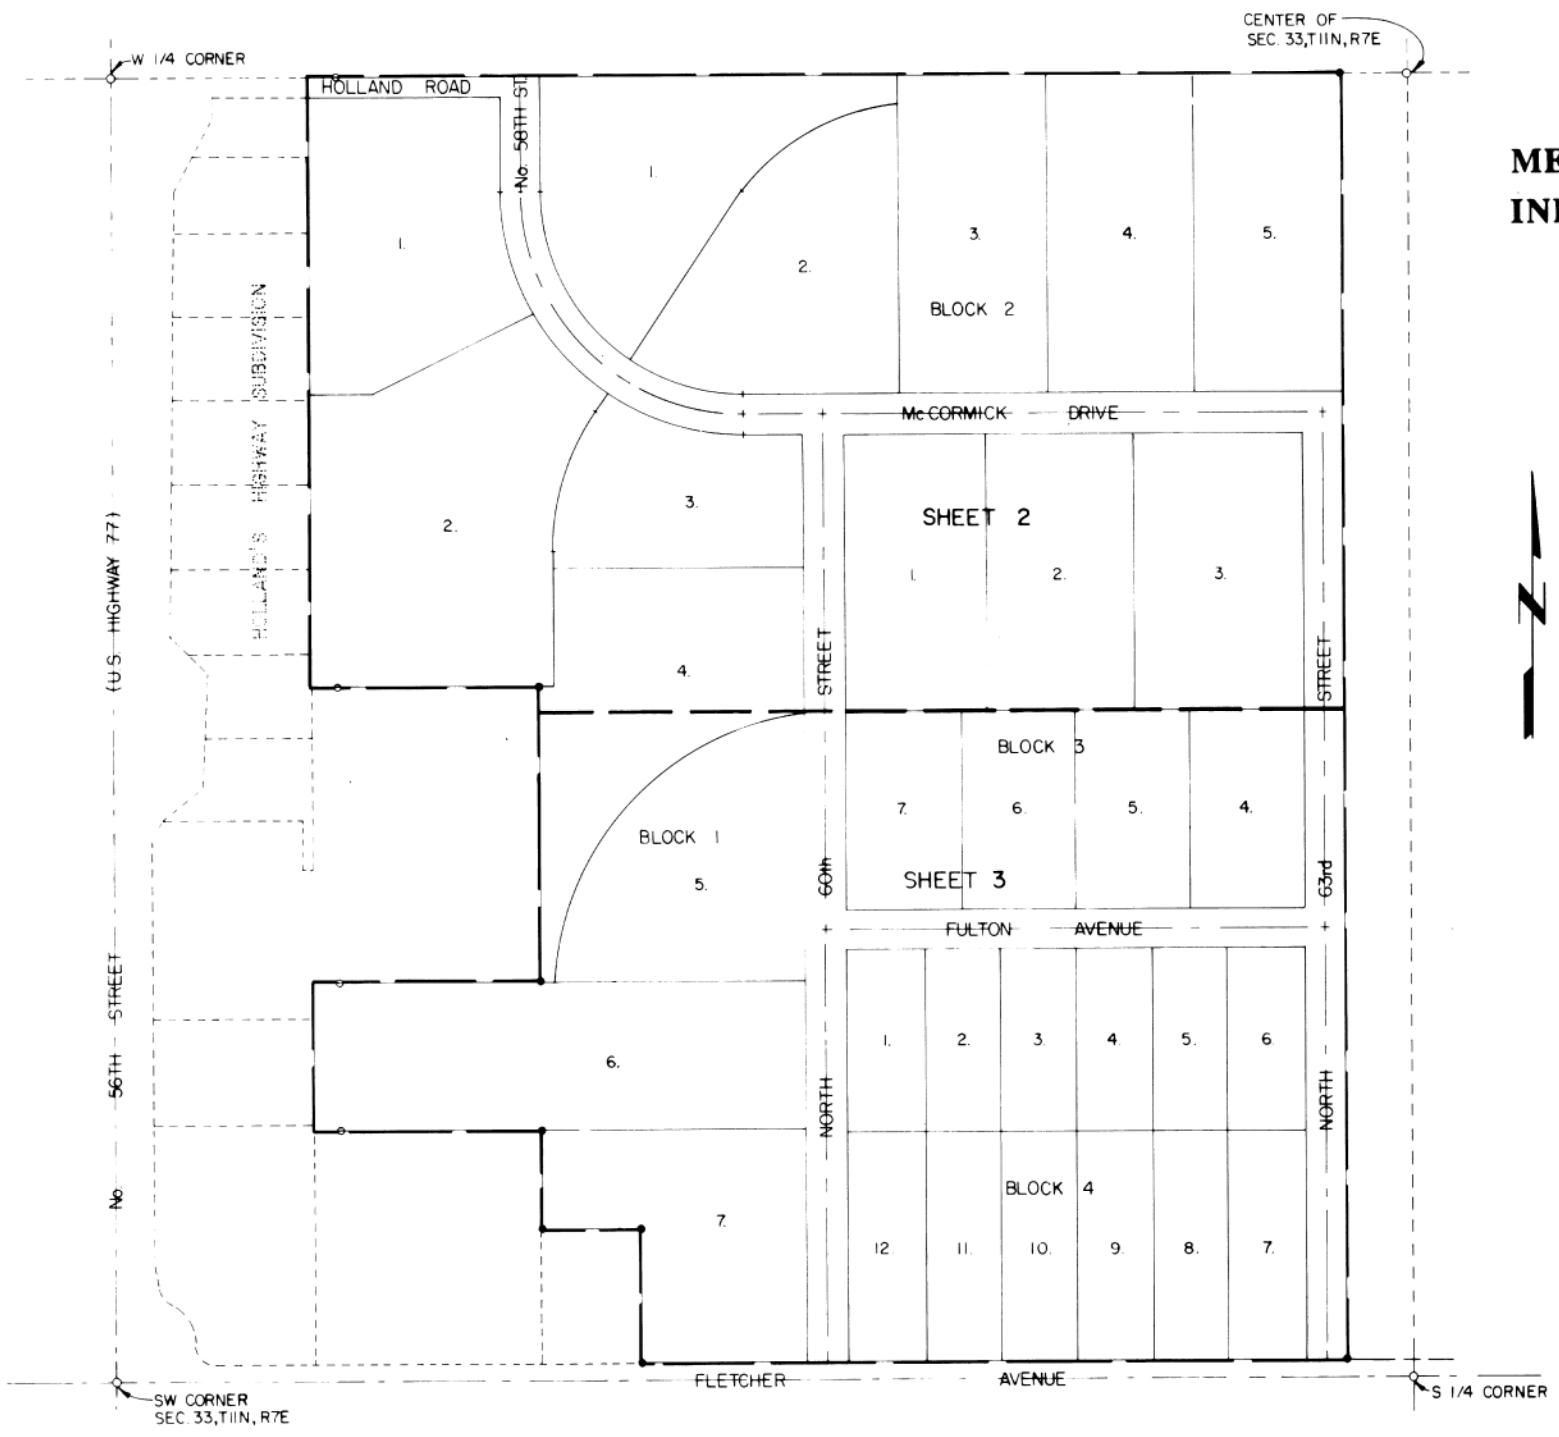 CENTER OF
SEC. 33,T11N,R7E
W 1/4 CORNER
HOLLAND ROAD
No. 58TH ST.
ME
IN
1.
1.
2.
3.
4.
5.
BLOCK 2
HOLLAND'S HIGHWAY SUBDIVISION
McCORMICK DRIVE
2.
3.
4.
SHEET 2
1.
2.
3.
(U.S. HIGHWAY 77)
N
STREET
STREET
BLOCK 3
7.
6.
5.
4.
BLOCK 1
5.
SHEET 3
60th
63rd
FULTON AVENUE
No. 56TH STREET
6.
1.
2.
3.
4.
5.
6.
NORTH
NORTH
BLOCK 4
7.
12.
11.
10.
9.
8.
7.
FLETCHER AVENUE
SW CORNER
SEC. 33,T11N,R7E
S 1/4 CORNER